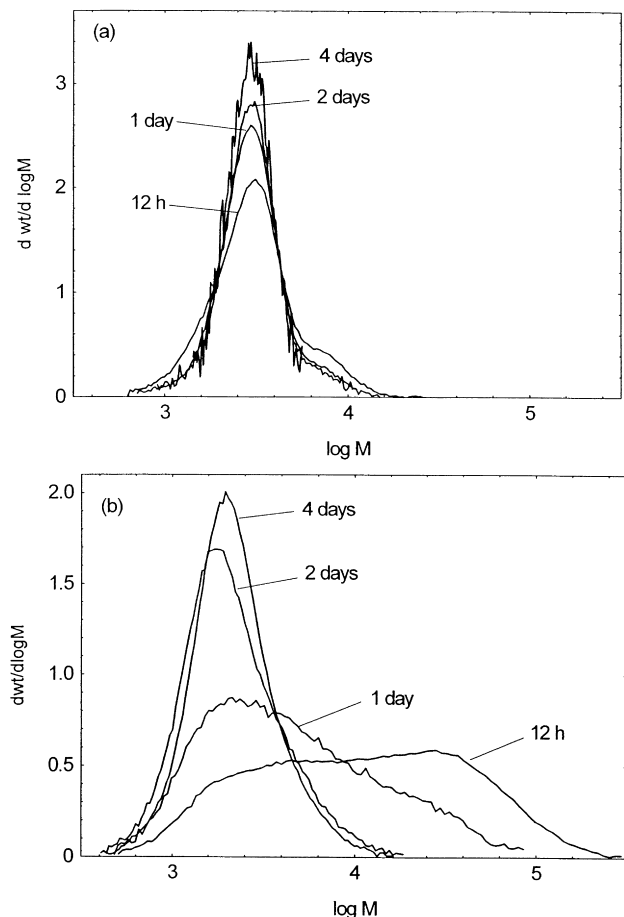 (a)
4 days
2 days
1 day
12 h
d wt/d logM
3
2
1
0
3 4 5
log M
(b)
4 days
2 days
1 day
12 h
dwt/dlogM
2.0
1.5
1.0
0.5
0
3 4 5
log M